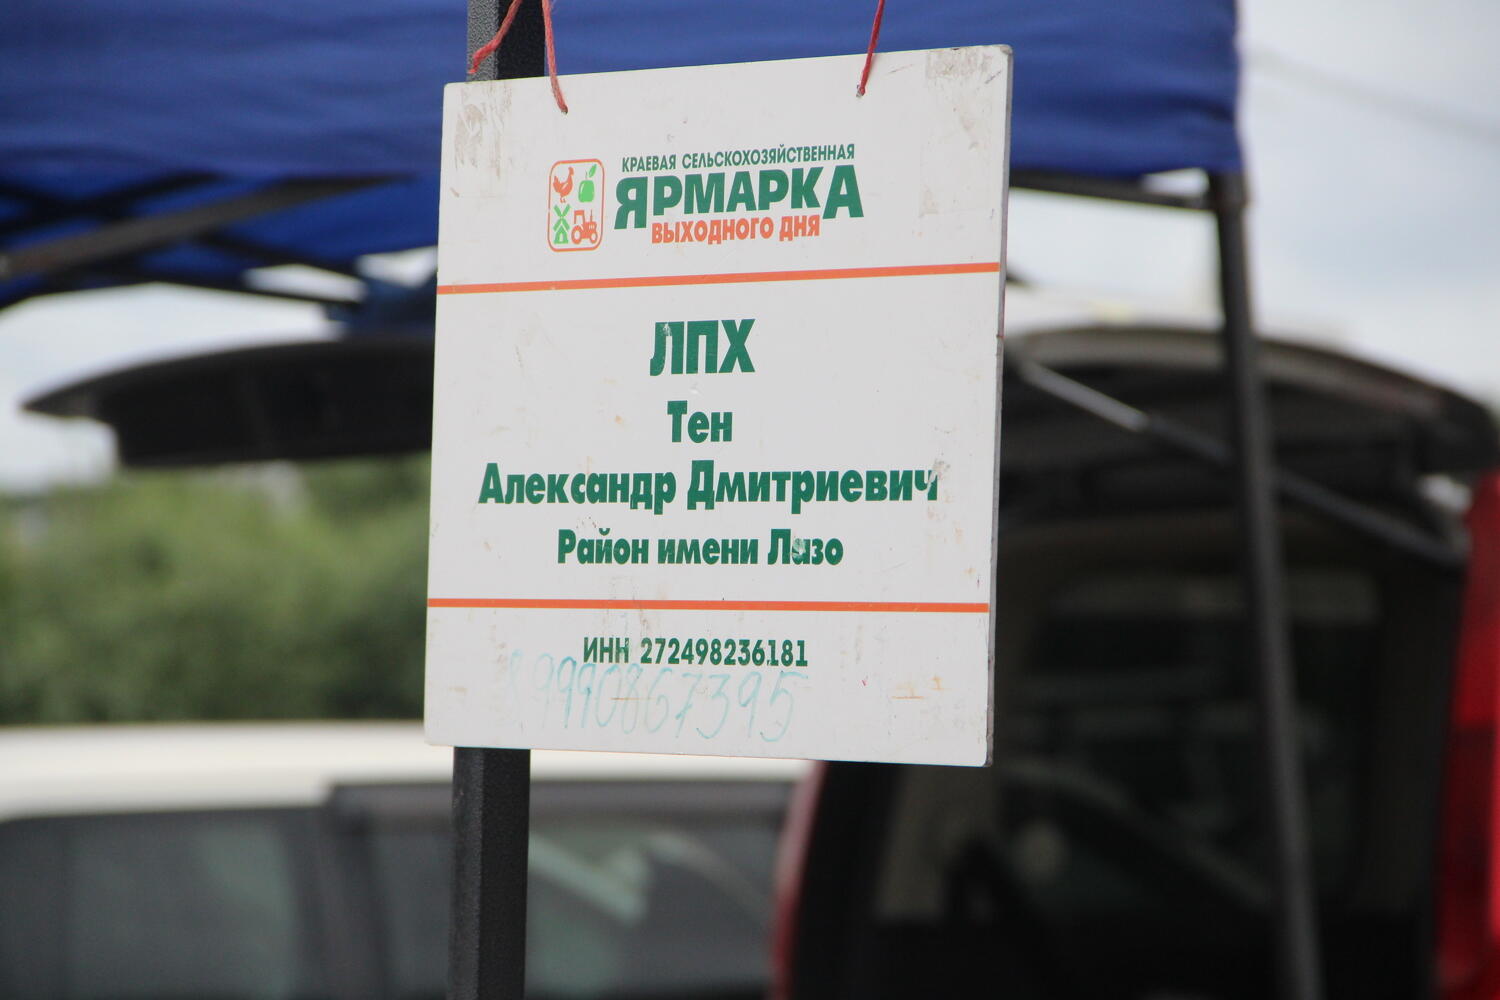 КРАЕВАЯ СЕЛЬСКОХОЗЯЙСТВЕННАЯ
ЯРМАРКА
ВЫХОДНОГО ДНЯ
ЛПХ
Тен
Александр Дмитриевич
Район имени Лазо
ИНН 272498236181
89990867395